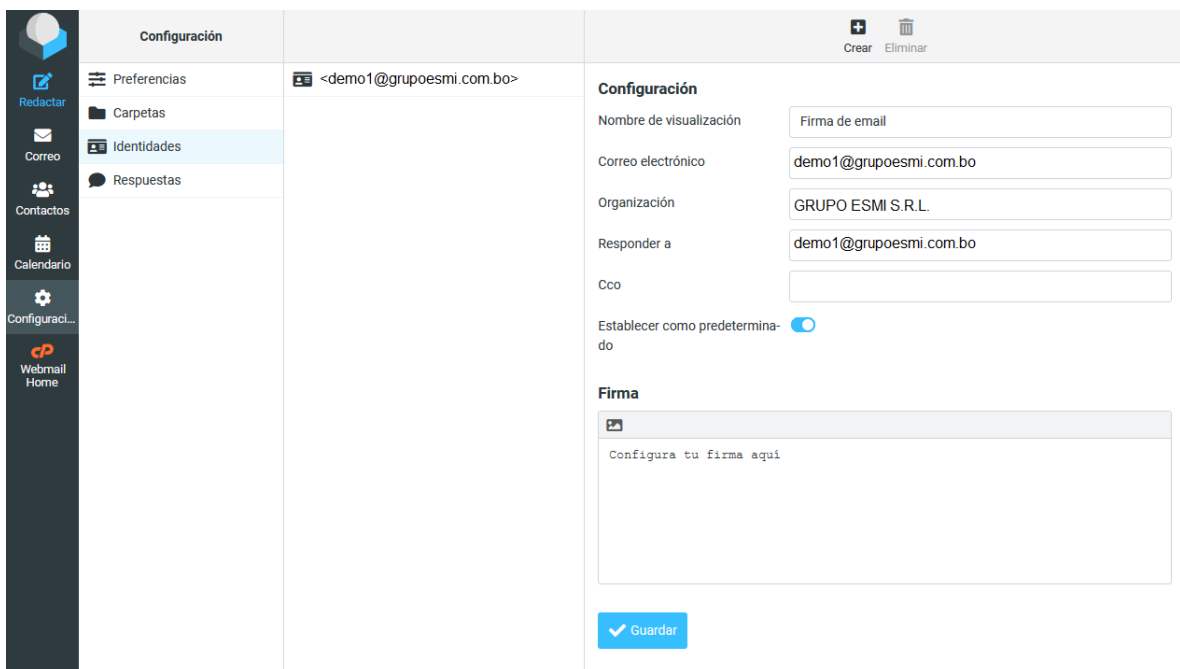 Configuración
Crear
Eliminar
Redactar
Correo
Contactos
Calendario
Configuraci...
cP
Webmail
Home
Preferencias
Carpetas
Identidades
Respuestas
<demo1@grupoesmi.com.bo>
Configuración
Nombre de visualización
Firma de email
Correo electrónico
demo1@grupoesmi.com.bo
Organización
GRUPO ESMI S.R.L.
Responder a
demo1@grupoesmi.com.bo
Cco
Establecer como predetermina-
do
Firma
Configura tu firma aquí
Guardar